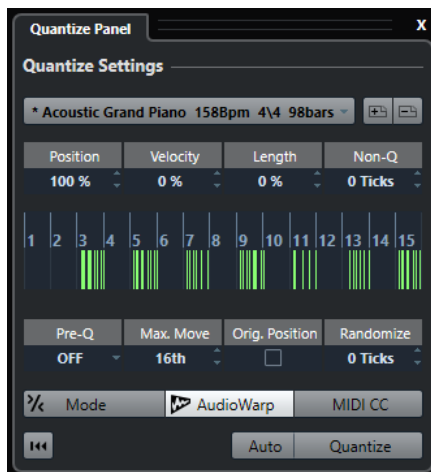 Quantize Panel X
Quantize Settings
* Acoustic Grand Piano 158Bpm 4\4 98bars
Position Velocity Length Non-Q
100 % 0 % 0 % 0 Ticks
1 2 3 4 5 6 7 8 9 10 11 12 13 14 15
Pre-Q Max. Move Orig. Position Randomize
OFF 16th 0 Ticks
Mode AudioWarp MIDI CC
Auto Quantize